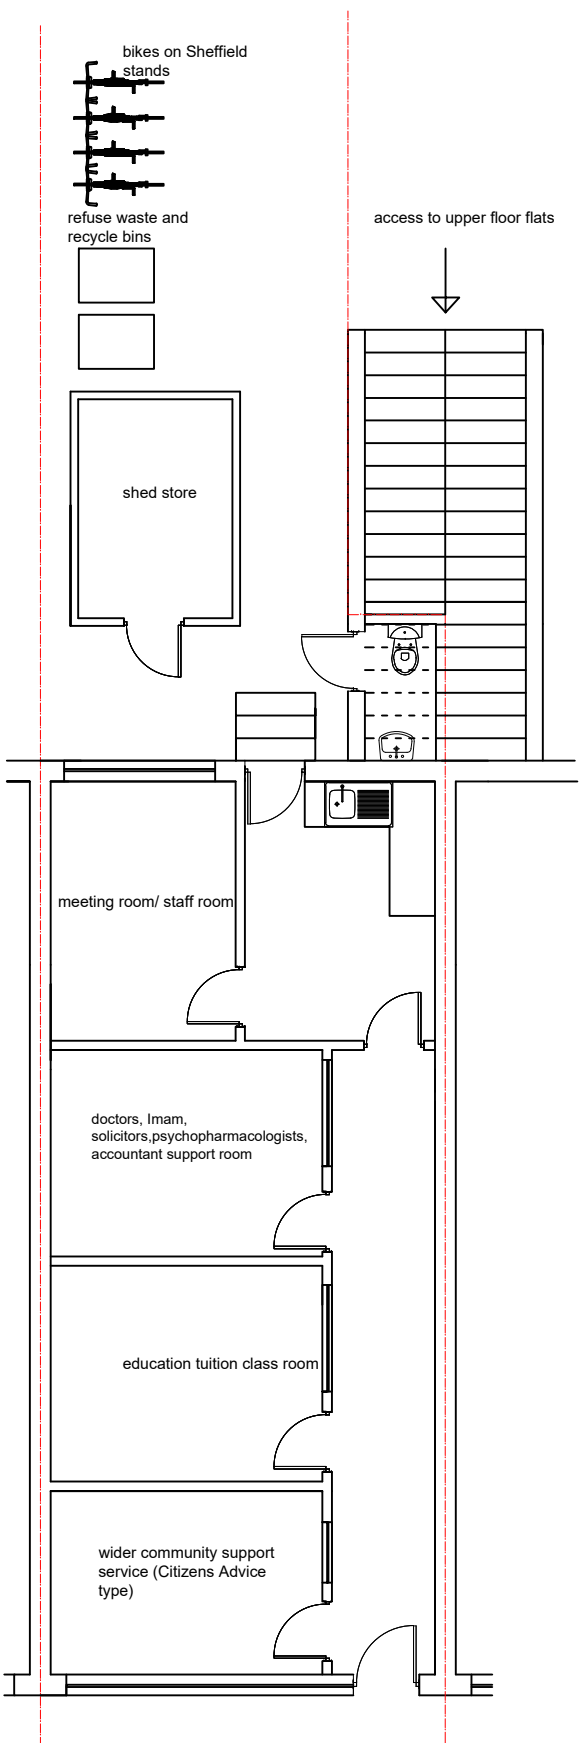 bikes on Sheffield
stands
refuse waste and
recycle bins
access to upper floor flats
shed store
meeting room/ staff room
doctors, Imam,
solicitors,psychopharmacologists,
accountant support room
education tuition class room
wider community support
service (Citizens Advice
type)